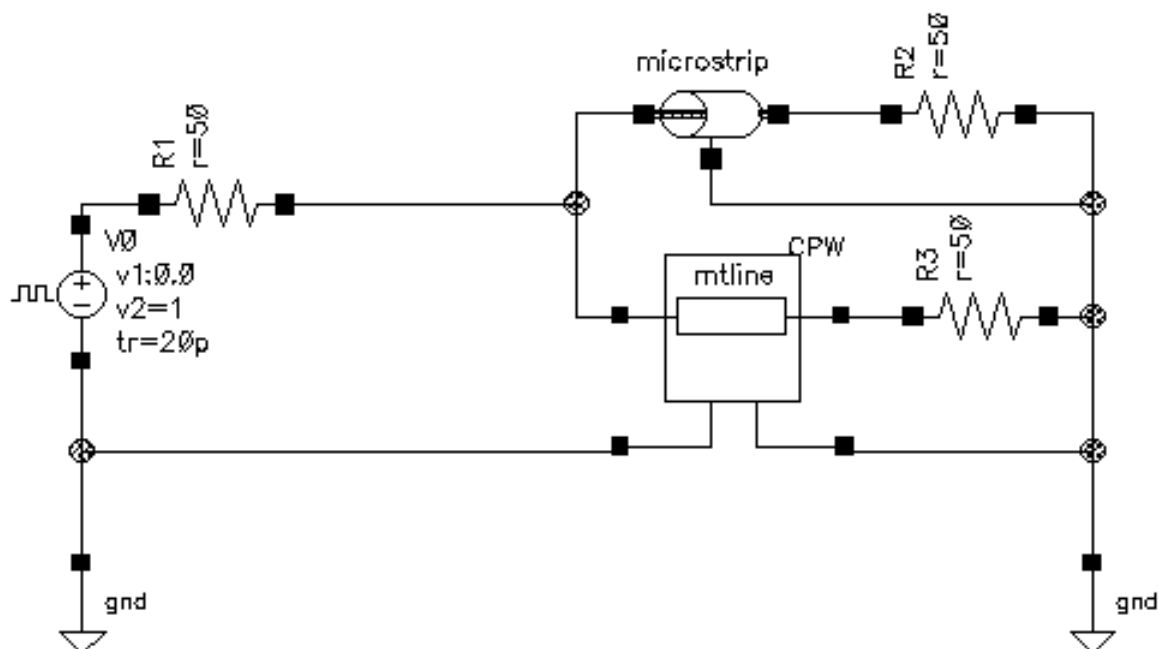 microstrip
R2
r=50
R1
r=50
V0
v1:0.0
v2=1
tr=20p
CPW
mtline
R3
r=50
gnd
gnd